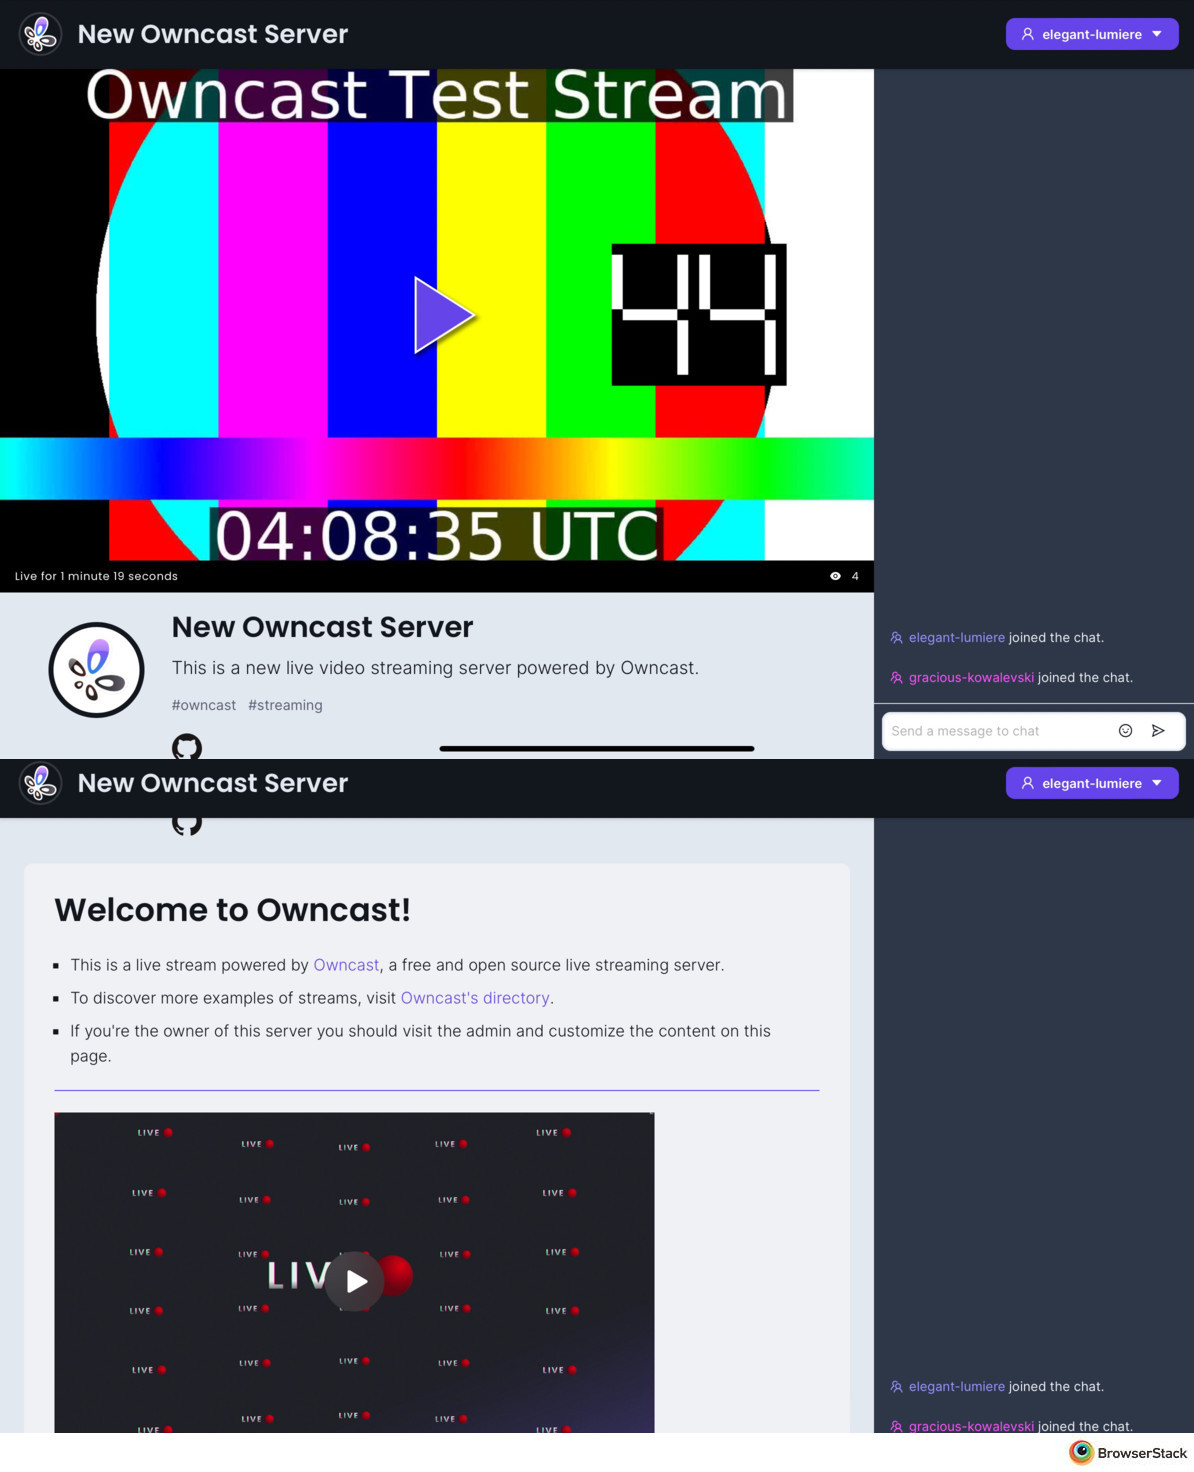 New Owncast Server
elegant-lumiere
Owncast Test Stream
44
04:08:35 UTC
Live for 1 minute 19 seconds
4
New Owncast Server
This is a new live video streaming server powered by Owncast.
#owncast #streaming
elegant-lumiere joined the chat.
gracious-kowalevski joined the chat.
Send a message to chat
New Owncast Server
elegant-lumiere
Welcome to Owncast!
This is a live stream powered by Owncast, a free and open source live streaming server.
To discover more examples of streams, visit Owncast's directory.
If you're the owner of this server you should visit the admin and customize the content on this
page.
LIVE LIVE LIVE LIVE LIVE
LIVE LIVE LIVE LIVE LIVE
LIVE LIVE LIVE LIVE
LIV
LIVE LIVE LIVE LIVE
LIVE LIVE LIVE LIVE LIVE
LIVE LIVE LIVE LIVE LIVE
elegant-lumiere joined the chat.
gracious-kowalevski joined the chat.
BrowserStack